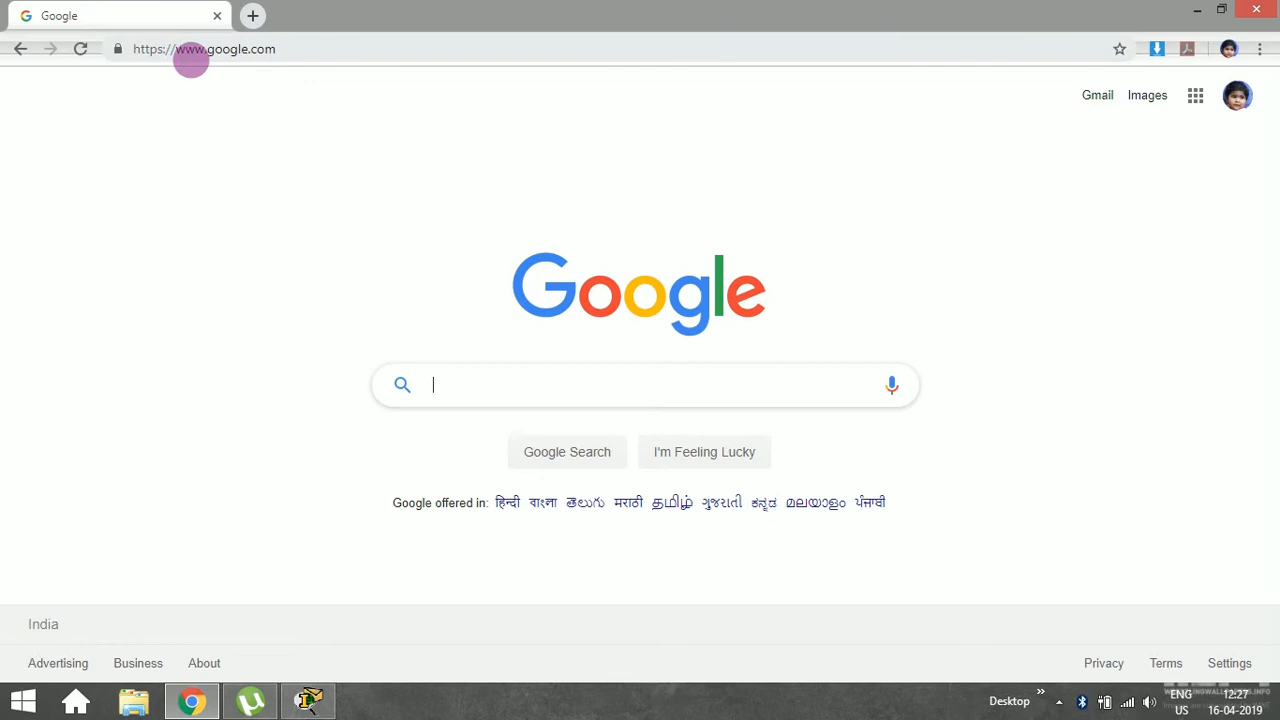 Google
https://www.google.com
Gmail Images
Google
Google Search I'm Feeling Lucky
Google offered in: हिन्दी বাংলা తెలుగు मराठी தமிழ் ગુજરાતી ಕನ್ನಡ മലയാളം ਪੰਜਾਬੀ
India
Advertising Business About
Privacy Terms Settings
Desktop
ENG
US
12:27
16-04-2019